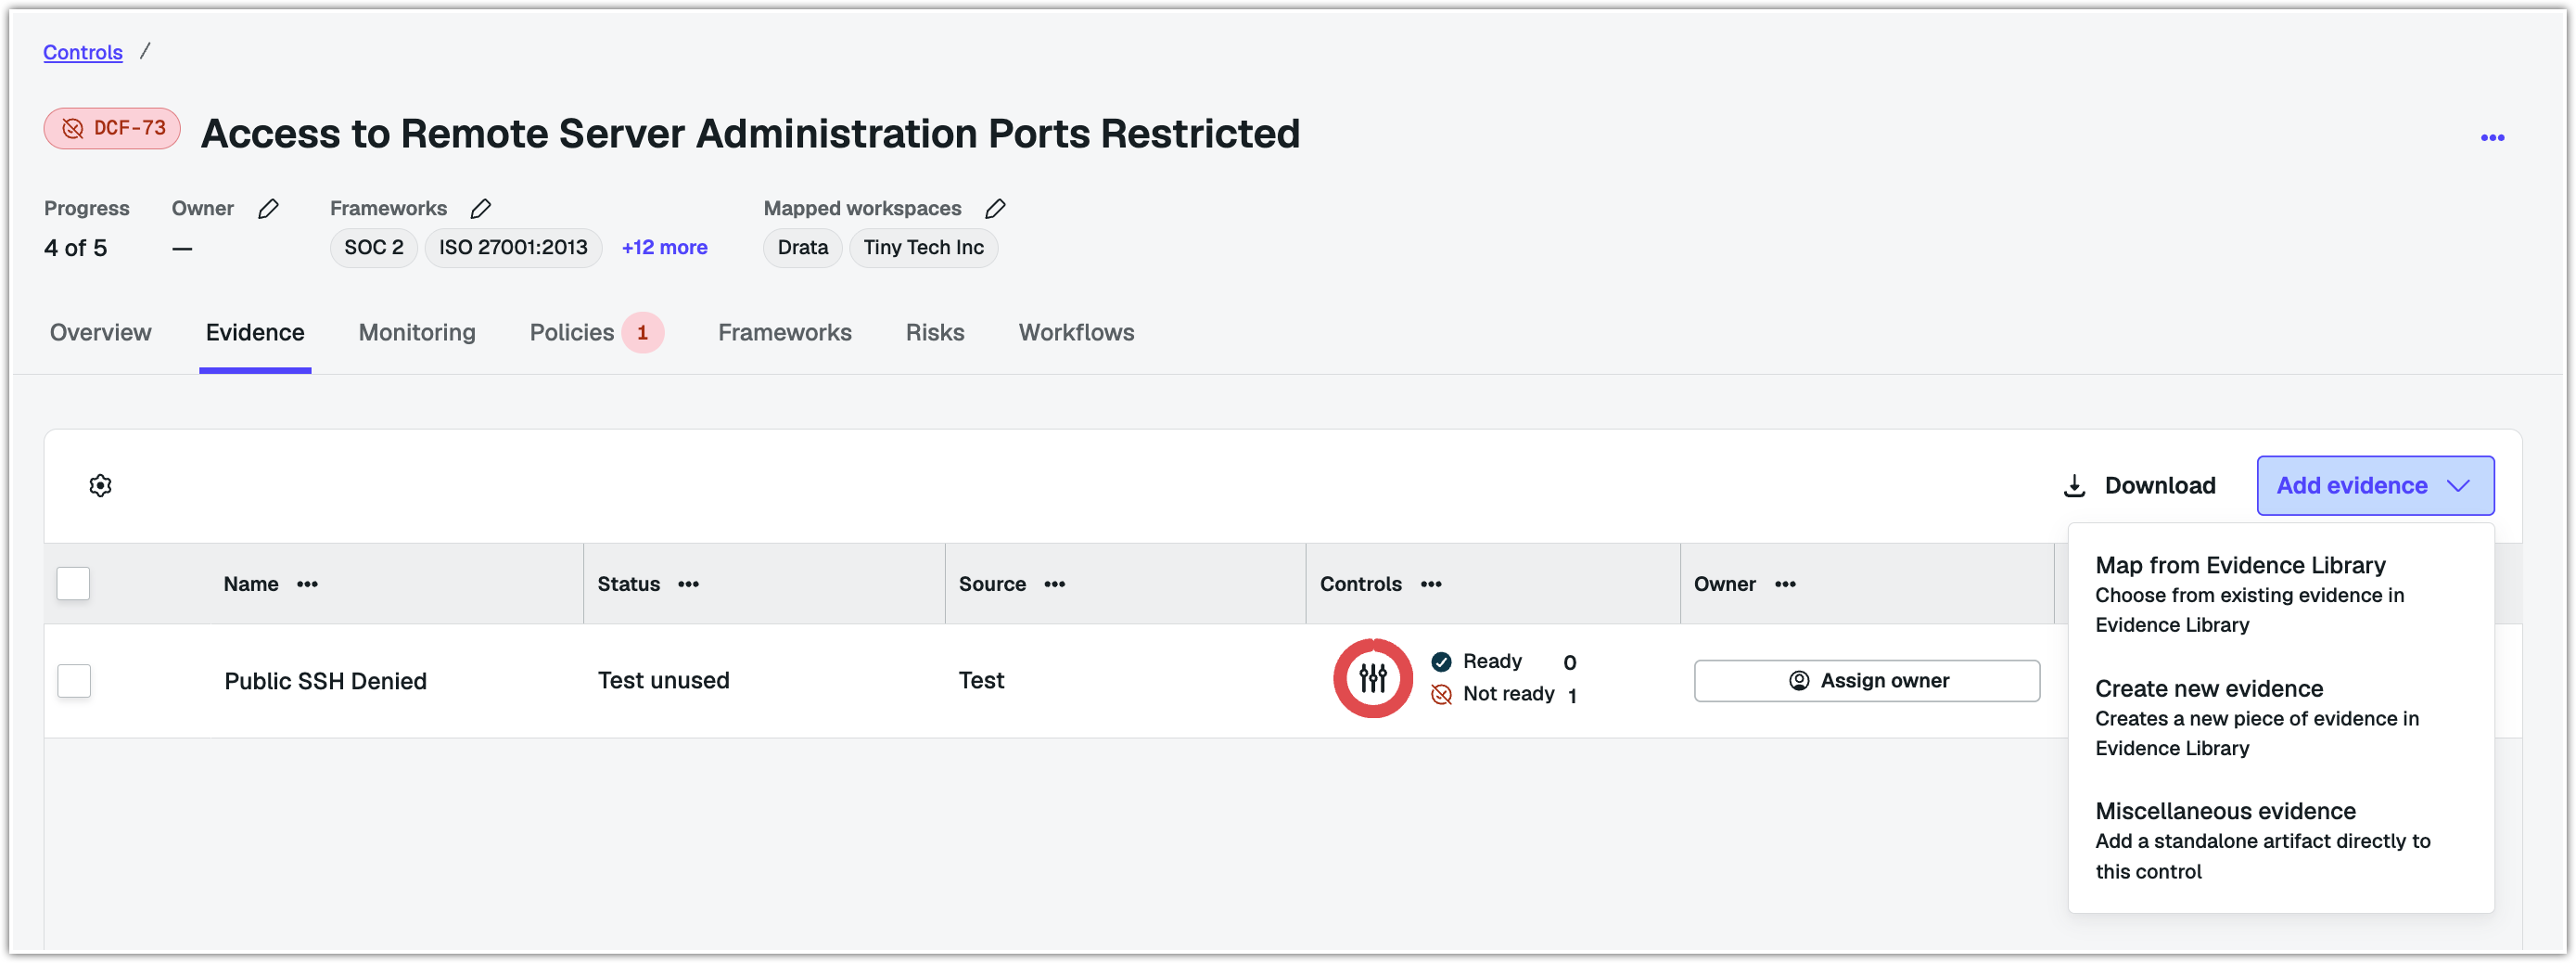 Controls /
DCF-73 Access to Remote Server Administration Ports Restricted
Progress Owner Frameworks Mapped workspaces
4 of 5 — SOC 2 ISO 27001:2013 +12 more Drata Tiny Tech Inc
Overview Evidence Monitoring Policies 1 Frameworks Risks Workflows
Download Add evidence
Name Status Source Controls Owner
Public SSH Denied Test unused Test Ready 0 Assign owner
Not ready 1
Map from Evidence Library
Choose from existing evidence in
Evidence Library
Create new evidence
Creates a new piece of evidence in
Evidence Library
Miscellaneous evidence
Add a standalone artifact directly to
this control